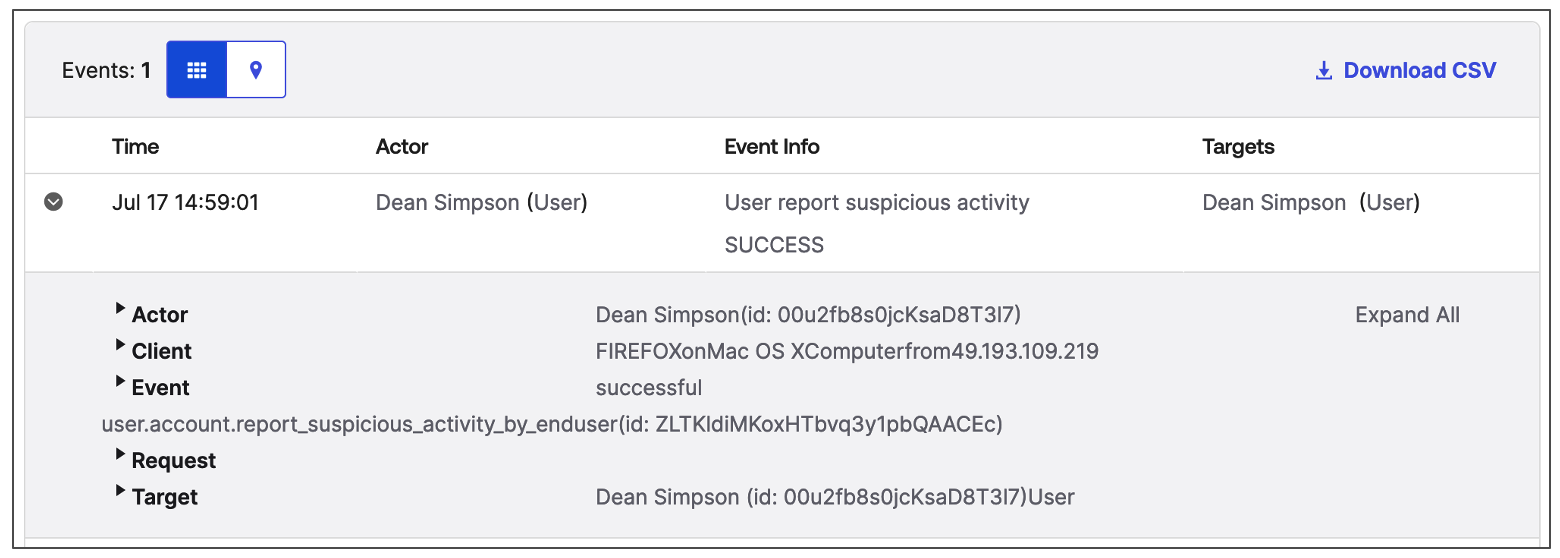 Events: 1
Download CSV
Time Actor Event Info Targets
Jul 17 14:59:01 Dean Simpson (User) User report suspicious activity Dean Simpson (User)
SUCCESS
Actor Dean Simpson(id: 00u2fb8s0jcKsaD8T3l7) Expand All
Client FIREFOXonMac OS XComputerfrom49.193.109.219
Event successful
user.account.report_suspicious_activity_by_enduser(id: ZLTKIdiMKoxHTbvq3y1pbQAACEc)
Request
Target Dean Simpson (id: 00u2fb8s0jcKsaD8T3l7)User